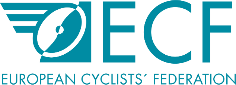 ECF
EUROPEAN CYCLISTS´ FEDERATION